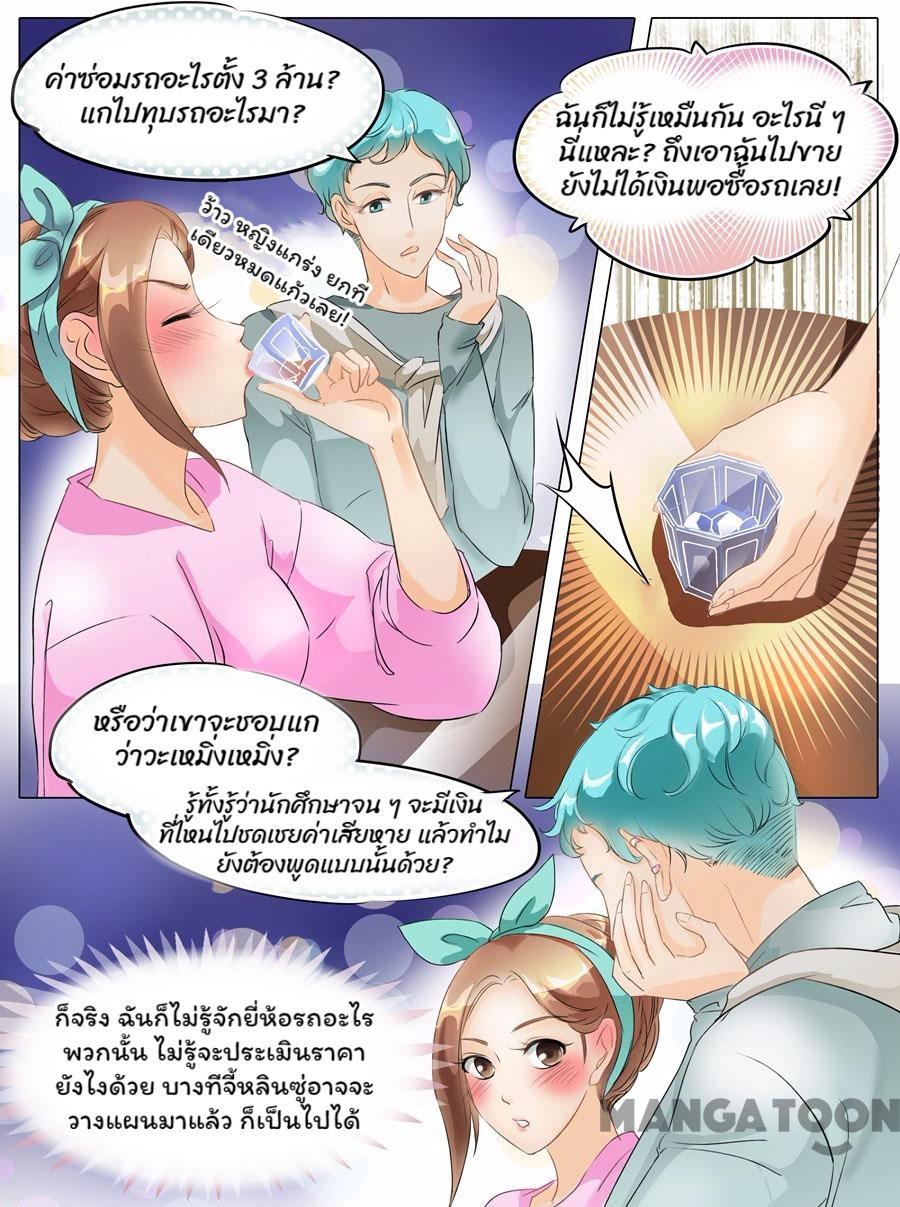 ค่าซ่อมรถอะไรตั้ง 3 ล้าน?
แกไปทุบรถอะไรมา?
ว้าว หญิงแกร่ง ยกที
เดียวหมดแก้วเลย!
ฉันก็ไม่รู้เหมือนกัน อะไรนี่ ๆ
นี่แหละ? ถึงเอาฉันไปขาย
ยังไม่ได้เงินพอซื้อรถเลย!
หรือว่าเขาจะชอบแก
ว่าวะเหมิ่งเหมิ่ง?
รู้ทั้งรู้ว่านักศึกษาจน ๆ จะมีเงิน
ที่ไหนไปชดเชยค่าเสียหาย แล้วทำไม
ยังต้องพูดแบบนั้นด้วย?
ก็จริง ฉันก็ไม่รู้จักยี่ห้อรถอะไร
พวกนั้น ไม่รู้จะประเมินราคา
ยังไงด้วย บางทีจี้หลินซู่อาจจะ
วางแผนมาแล้ว ก็เป็นไปได้
MANGATOON